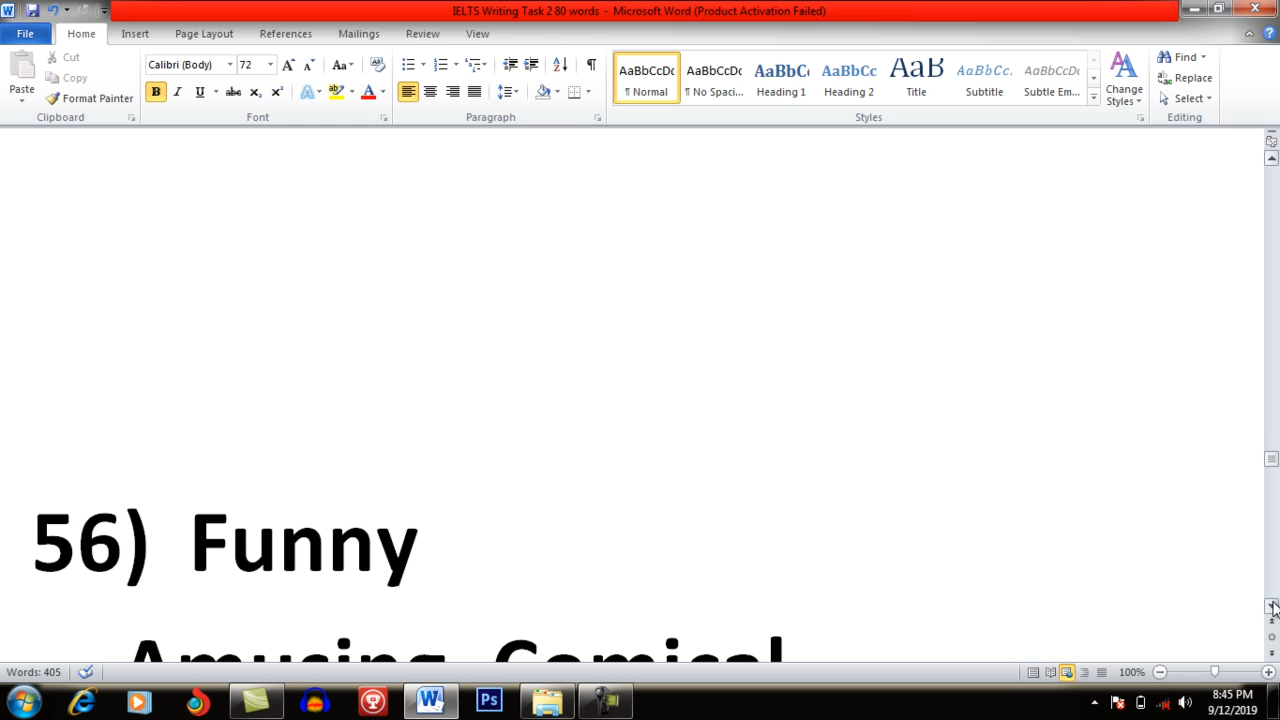 IELTS Writing Task 2 80 words - Microsoft Word (Product Activation Failed)
File Home Insert Page Layout References Mailings Review View
Cut
Copy
Format Painter
Paste
Clipboard
Calibri (Body) 72
Font
Paragraph
AaBbCcDc AaBbCcDc AaBbC AaBbCc AaB AaBbCc. AaBbCcDc
¶ Normal ¶ No Spaci... Heading 1 Heading 2 Title Subtitle Subtle Em...
Change
Styles
Styles
Find
Replace
Select
Editing
56) Funny
Amusing, Comical
Words: 405
100%
8:45 PM
9/12/2019